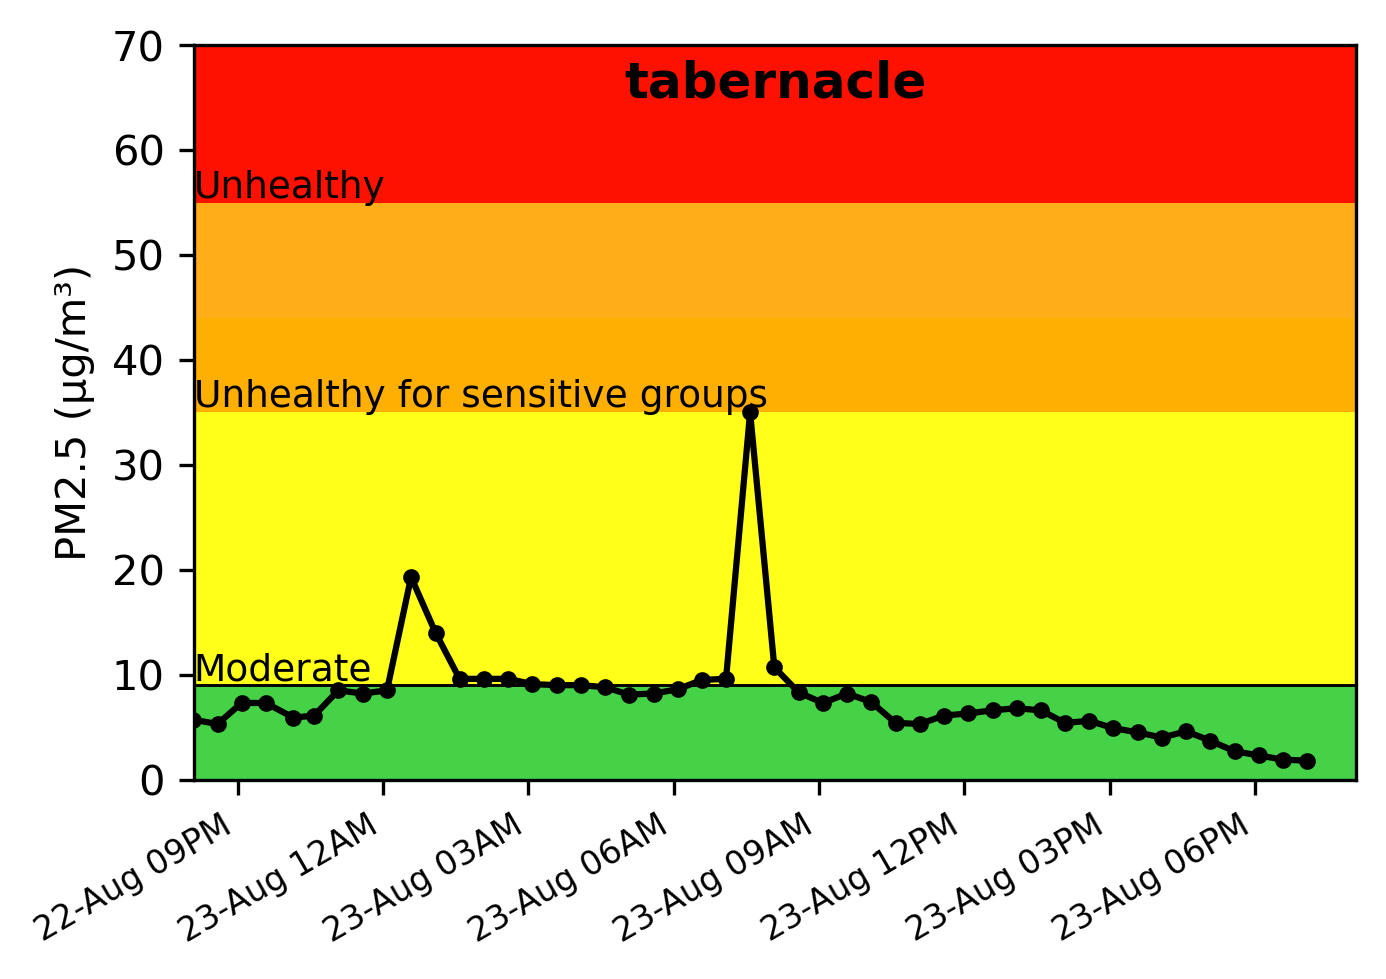 tabernacle
70
60
Unhealthy
50
40
Unhealthy for sensitive groups
30
20
Moderate
10
0
PM2.5 (µg/m³)
22-Aug 09PM
23-Aug 12AM
23-Aug 03AM
23-Aug 06AM
23-Aug 09AM
23-Aug 12PM
23-Aug 03PM
23-Aug 06PM